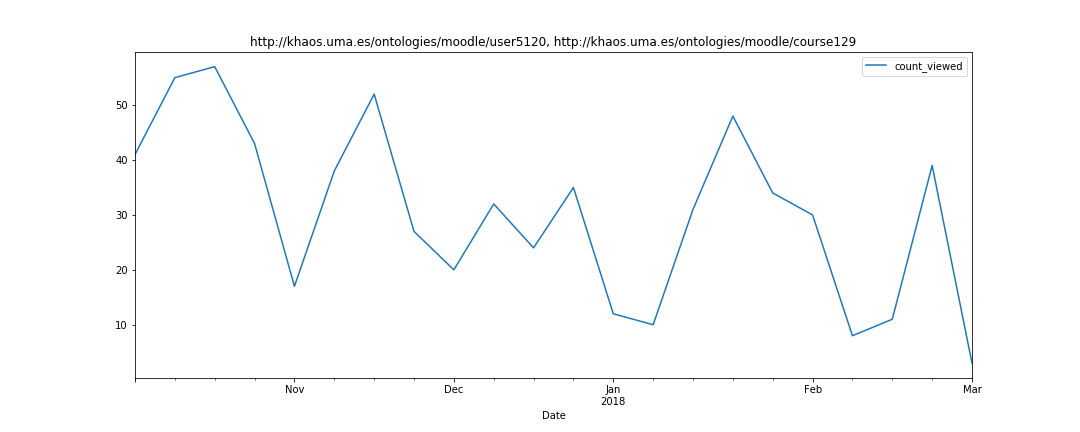 http://khaos.uma.es/ontologies/moodle/user5120, http://khaos.uma.es/ontologies/moodle/course129
count_viewed
50
40
30
20
10
Nov
Dec
Jan
2018
Feb
Mar
Date